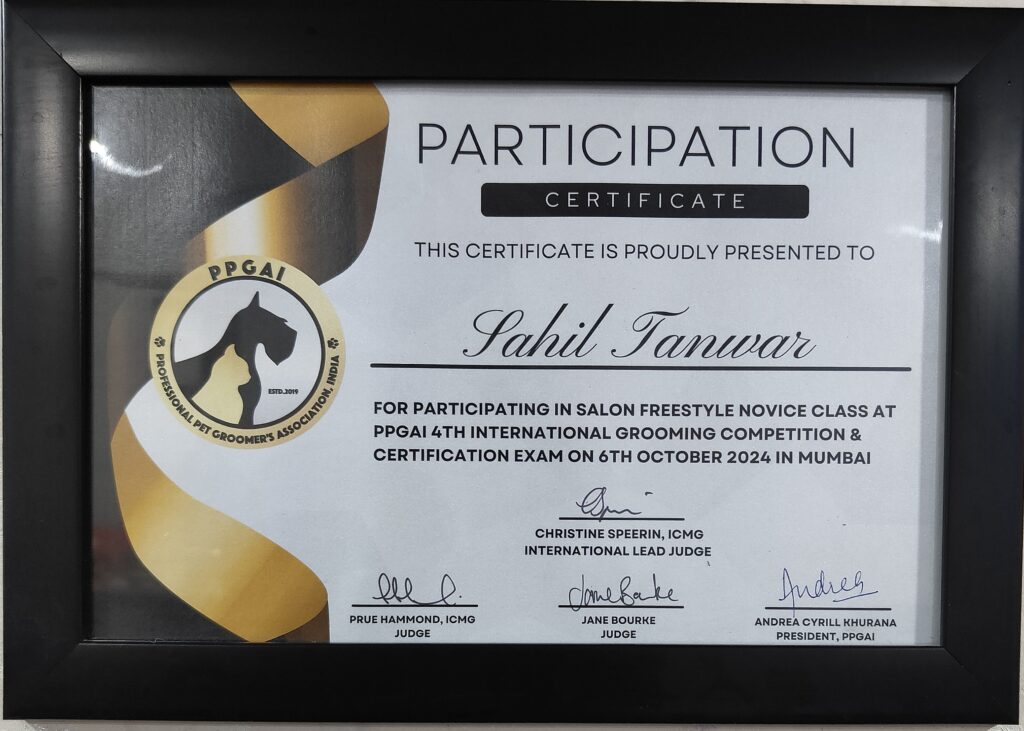 PARTICIPATION
CERTIFICATE
THIS CERTIFICATE IS PROUDLY PRESENTED TO
Sahil Tanwar
PPGAI
ESTD.2019
PROFESSIONAL PET GROOMER'S ASSOCIATION, INDIA
FOR PARTICIPATING IN SALON FREESTYLE NOVICE CLASS AT
PPGAI 4TH INTERNATIONAL GROOMING COMPETITION &
CERTIFICATION EXAM ON 6TH OCTOBER 2024 IN MUMBAI
CHRISTINE SPEERIN, ICMG
INTERNATIONAL LEAD JUDGE
Jane Bourke
Andrea
PRUE HAMMOND, ICMG
JUDGE
JANE BOURKE
JUDGE
ANDREA CYRILL KHURANA
PRESIDENT, PPGAI